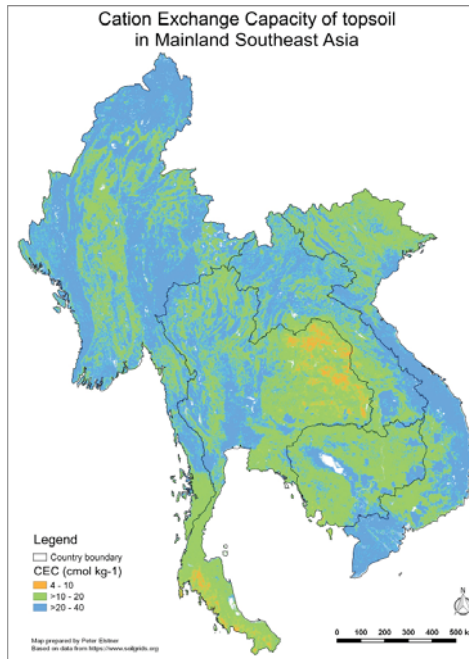 Cation Exchange Capacity of topsoil
in Mainland Southeast Asia
Legend
Country boundary
CEC (cmol kg-1)
4 - 10
>10 - 20
>20 - 40
Map prepared by Peter Elstner
Based on data from https://www.soilgrids.org
N
0 100 200 300 400 500 km